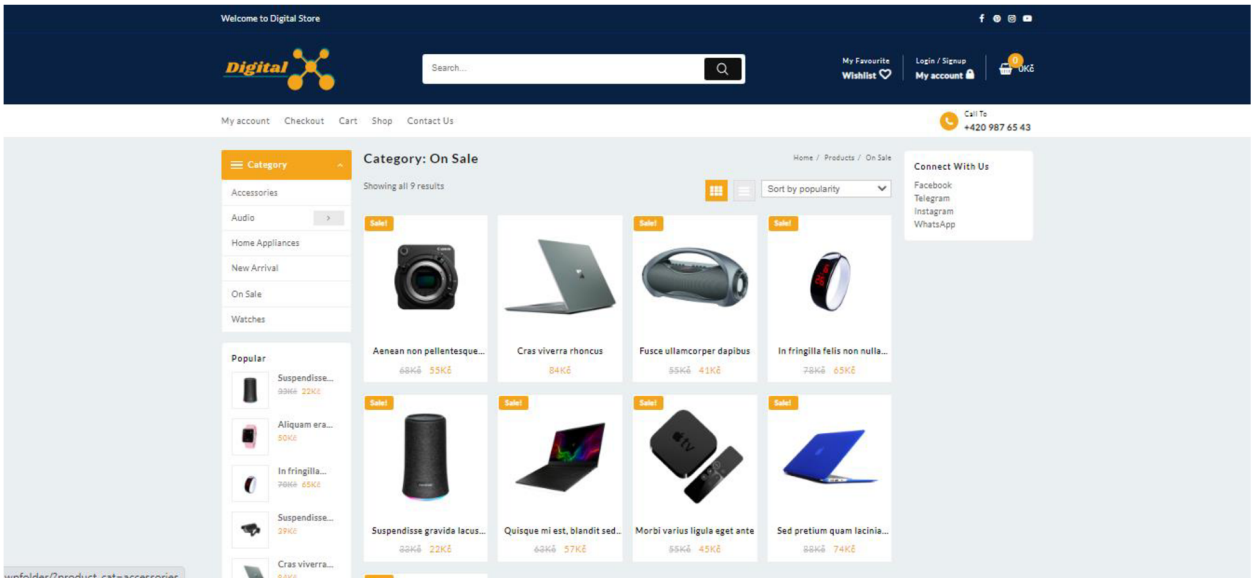 Welcome to Digital Store
Digital
Search...
My Favourite
Wishlist
Login / Signup
My account
0
0Kč
My account Checkout Cart Shop Contact Us
Call To
+420 987 65 43
Category
Accessories
Audio
Home Appliances
New Arrival
On Sale
Watches
Popular
Suspendisse...
33Kč 22Kč
Aliquam era...
50Kč
In fringilla...
78Kč 65Kč
Suspendisse...
39Kč
Cras viverra...
84Kč
Category: On Sale
Home / Products / On Sale
Showing all 9 results
Sort by popularity
Sale!
Aenean non pellentesque...
68Kč 55Kč
Cras viverra rhoncus
84Kč
Sale!
Fusce ullamcorper dapibus
55Kč 41Kč
Sale!
In fringilla felis non nulla...
78Kč 65Kč
Sale!
Suspendisse gravida lacus...
33Kč 22Kč
Sale!
Quisque mi est, blandit sed...
63Kč 57Kč
Sale!
tv
Morbi varius ligula eget ante
55Kč 45Kč
Sale!
Sed pretium quam lacinia...
88Kč 74Kč
Connect With Us
Facebook
Telegram
Instagram
WhatsApp
wpfolder/?product_cat=accessories